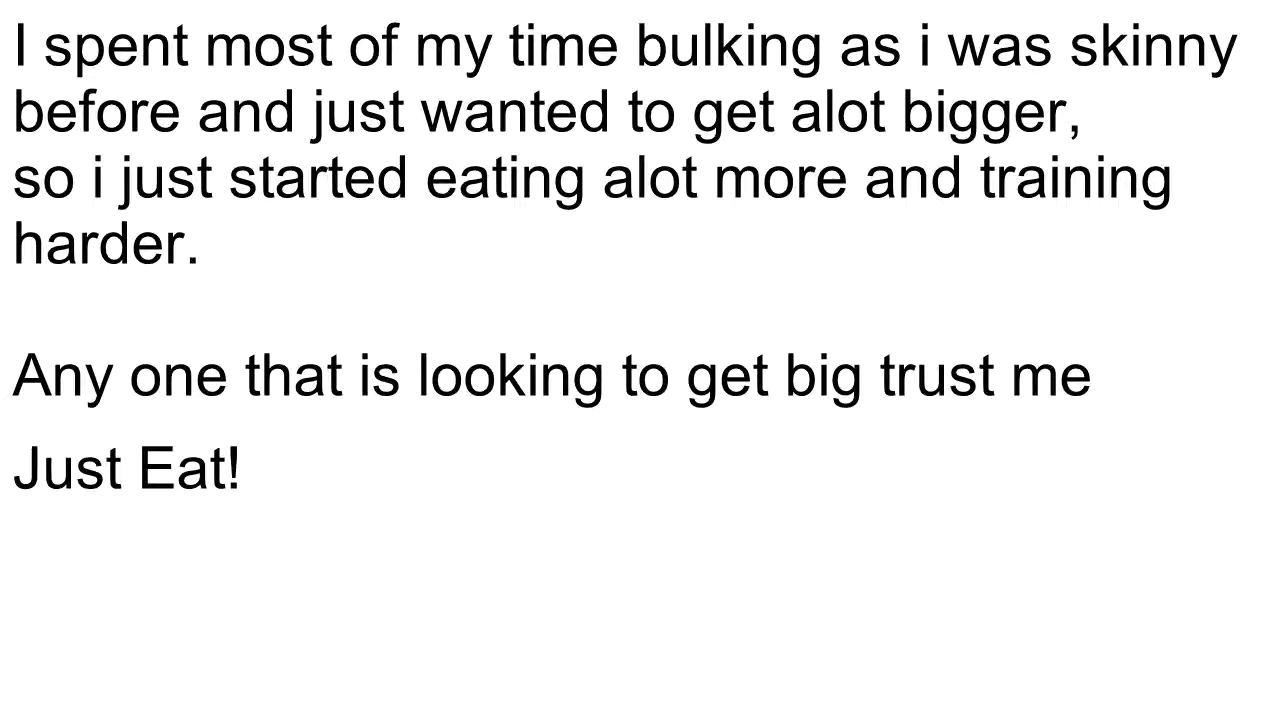 I spent most of my time bulking as i was skinny
before and just wanted to get alot bigger,
so i just started eating alot more and training
harder.
Any one that is looking to get big trust me
Just Eat!